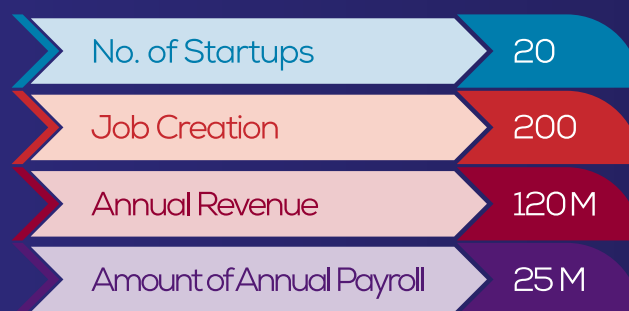 No. of Startups 20
Job Creation 200
Annual Revenue 120 M
Amount of Annual Payroll 25 M